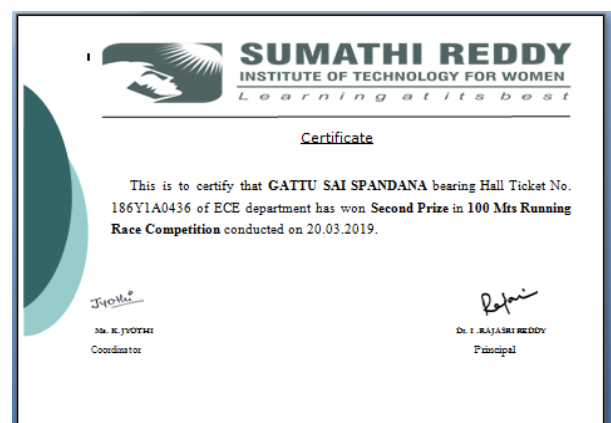 SUMATHI REDDY
INSTITUTE OF TECHNOLOGY FOR WOMEN
Learning at its best
Certificate
This is to certify that GATTU SAI SPANDANA bearing Hall Ticket No.
186Y1A0436 of ECE department has won Second Prize in 100 Mts Running
Race Competition conducted on 20.03.2019.
Jyothi
Ms. K. JYOTHI
Coordinator
Dr. I .RAJASRI REDDY
Principal